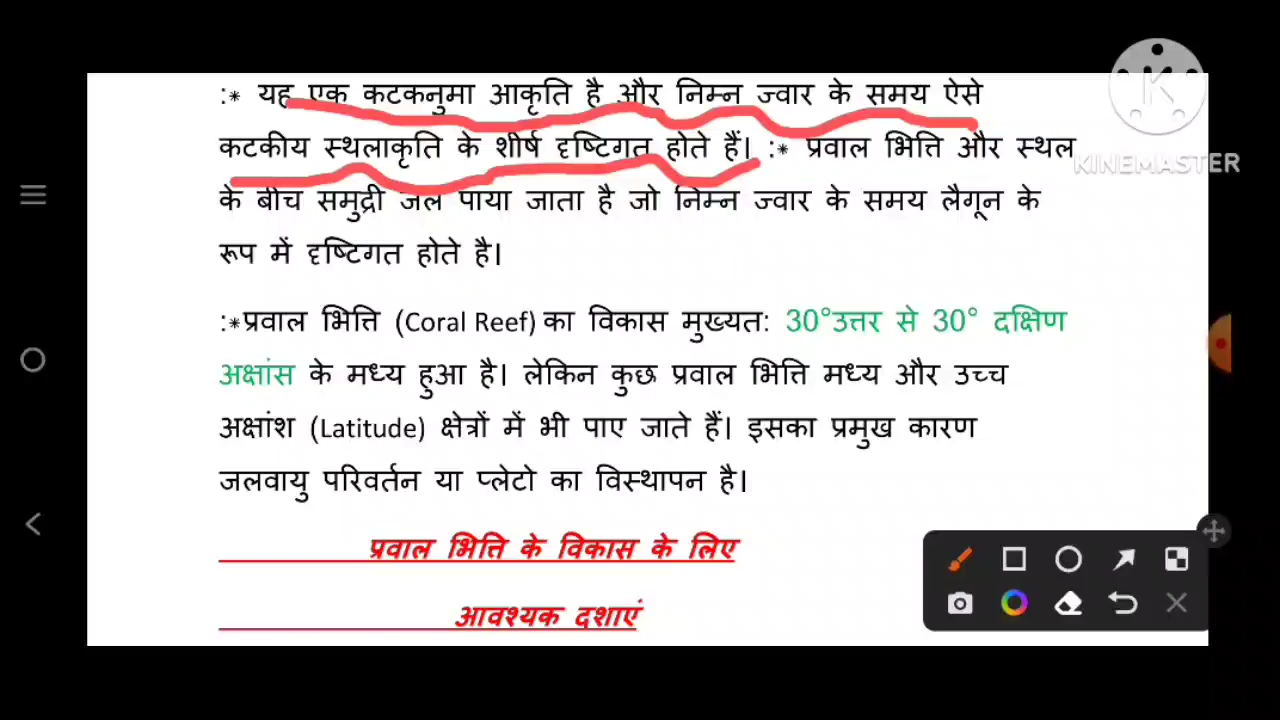 :* यह एक कटकनुमा आकृति है और निम्न ज्वार के समय ऐसे
कटकीय स्थलाकृति के शीर्ष दृष्टिगत होते हैं। :* प्रवाल भित्ति और स्थल
के बीच समुद्री जल पाया जाता है जो निम्न ज्वार के समय लैगून के
रूप में दृष्टिगत होते है।
:*प्रवाल भित्ति (Coral Reef) का विकास मुख्यत: 30°उत्तर से 30° दक्षिण
अक्षांस के मध्य हुआ है। लेकिन कुछ प्रवाल भित्ति मध्य और उच्च
अक्षांश (Latitude) क्षेत्रों में भी पाए जाते हैं। इसका प्रमुख कारण
जलवायु परिवर्तन या प्लेटो का विस्थापन है।
प्रवाल भित्ति के विकास के लिए
आवश्यक दशाएं
K
KINEMASTER